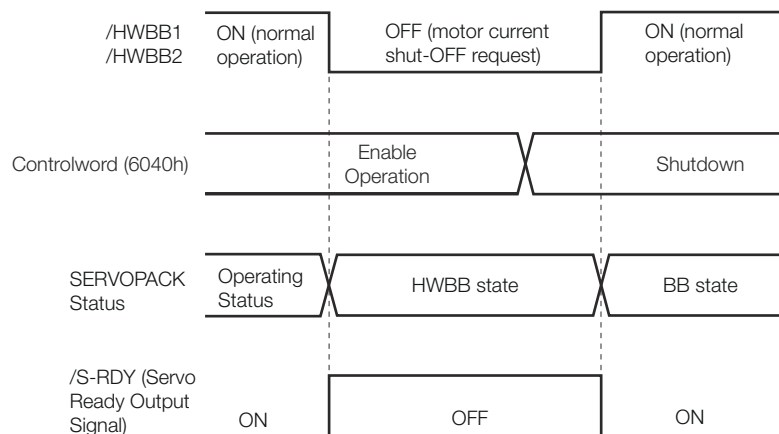 /HWBB1
/HWBB2
ON (normal
operation)
OFF (motor current
shut-OFF request)
ON (normal
operation)
Controlword (6040h)
Enable
Operation
Shutdown
SERVOPACK
Status
Operating
Status
HWBB state
BB state
/S-RDY (Servo
Ready Output
Signal)
ON
OFF
ON